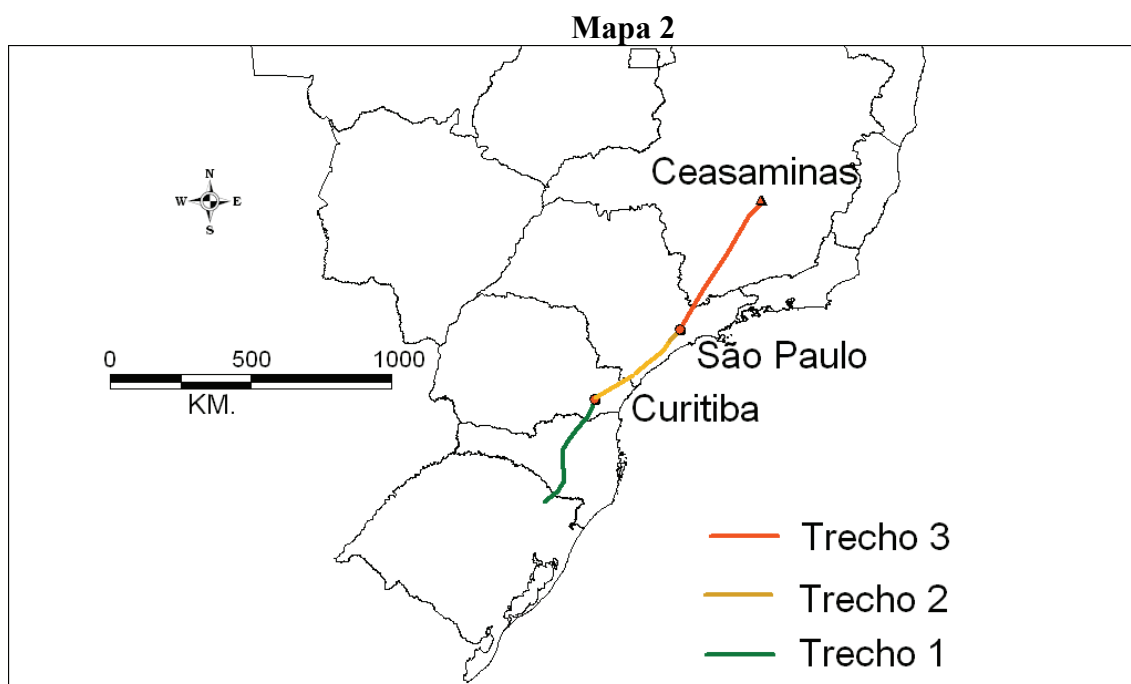 Mapa 2
Ceasaminas
N
W E
S
0 500 1000
São Paulo
KM.
Curitiba
Trecho 3
Trecho 2
Trecho 1